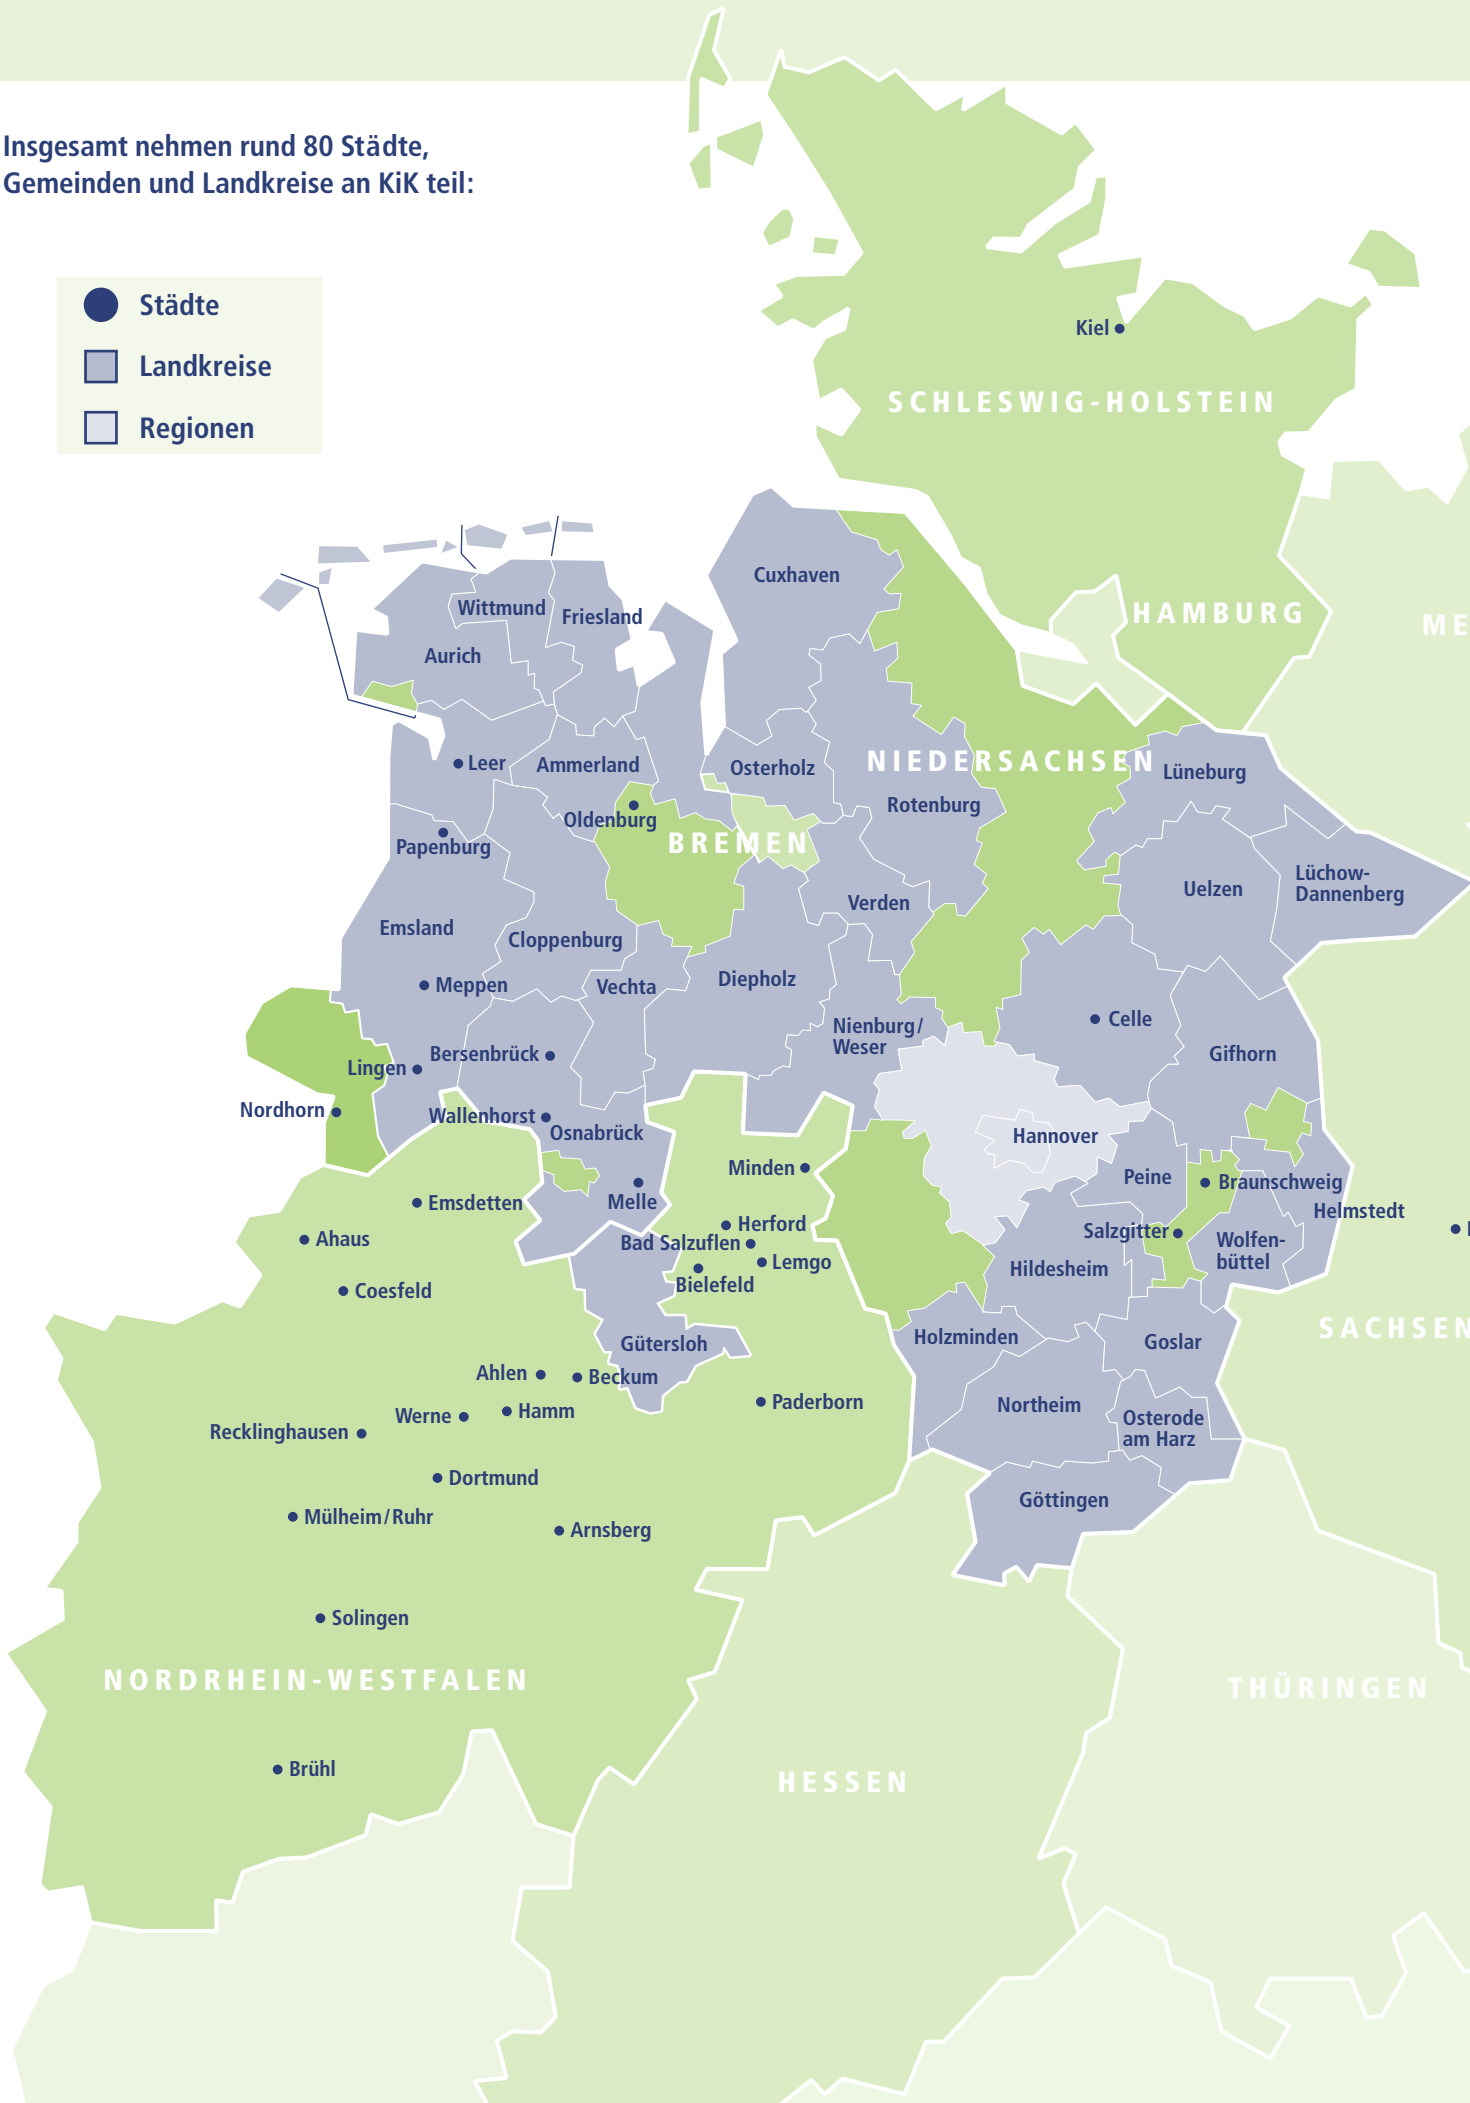 Insgesamt nehmen rund 80 Städte,
Gemeinden und Landkreise an KiK teil:
Städte
Landkreise
Regionen
Kiel
SCHLESWIG-HOLSTEIN
Cuxhaven
Wittmund
Friesland
HAMBURG
ME
Aurich
Leer
Ammerland
Osterholz
NIEDERSACHSEN
Lüneburg
Rotenburg
Oldenburg
BREMEN
Papenburg
Lüchow-
Dannenberg
Uelzen
Verden
Emsland
Cloppenburg
Meppen
Vechta
Diepholz
Celle
Nienburg/
Weser
Bersenbrück
Gifhorn
Lingen
Nordhorn
Wallenhorst
Osnabrück
Hannover
Minden
Peine
Braunschweig
Melle
Emsdetten
Helmstedt
Herford
Salzgitter
Ahaus
Bad Salzuflen
Wolfen-
büttel
Lemgo
Hildesheim
Bielefeld
Coesfeld
SACHSEN
Gütersloh
Holzminden
Goslar
Ahlen
Beckum
Paderborn
Northeim
Hamm
Werne
Osterode
am Harz
Recklinghausen
Dortmund
Göttingen
Mülheim/Ruhr
Arnsberg
Solingen
NORDRHEIN-WESTFALEN
THÜRINGEN
Brühl
HESSEN